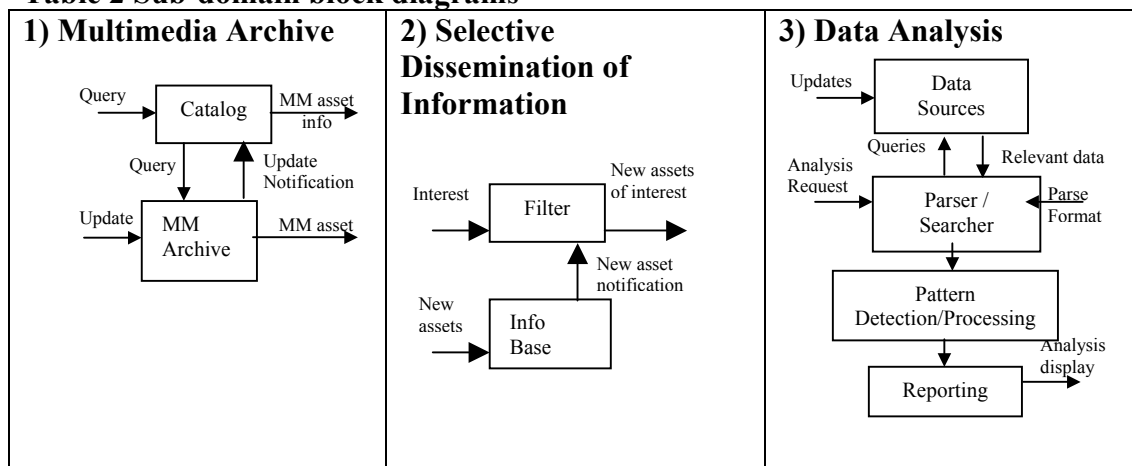 Table 2 Sub-domain block diagrams
1) Multimedia Archive
Query
Catalog
MM asset
info
Query
Update
Notification
Update
MM
Archive
MM asset
2) Selective
Dissemination of
Information
Interest
Filter
New assets
of interest
New asset
notification
New
assets
Info
Base
3) Data Analysis
Updates
Data
Sources
Queries
Relevant data
Analysis
Request
Parser /
Searcher
Parse
Format
Pattern
Detection/Processing
Analysis
display
Reporting